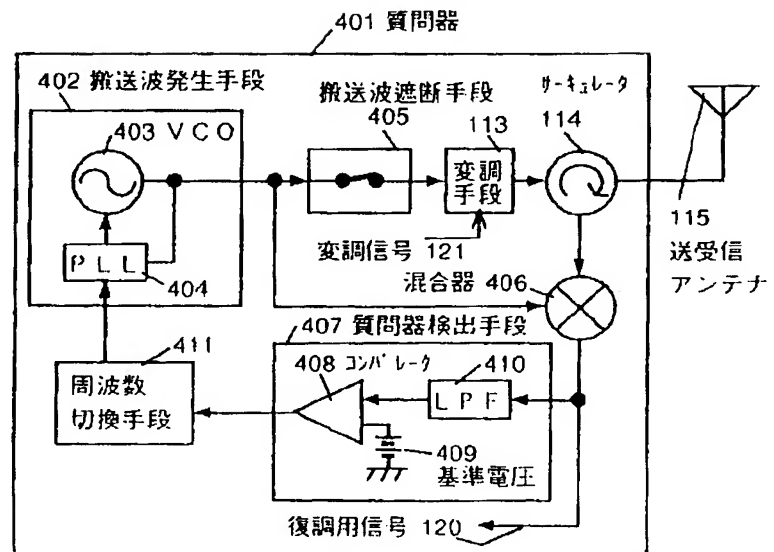 401 質問器
402 搬送波発生手段
403 VCO
PLL
404
搬送波遮断手段
405
113
変調
手段
変調信号 121
サーキュレータ
114
115
送受信
アンテナ
混合器 406
407 質問器検出手段
408 コンパレータ
410
LPF
409
基準電圧
411
周波数
切換手段
復調用信号 120